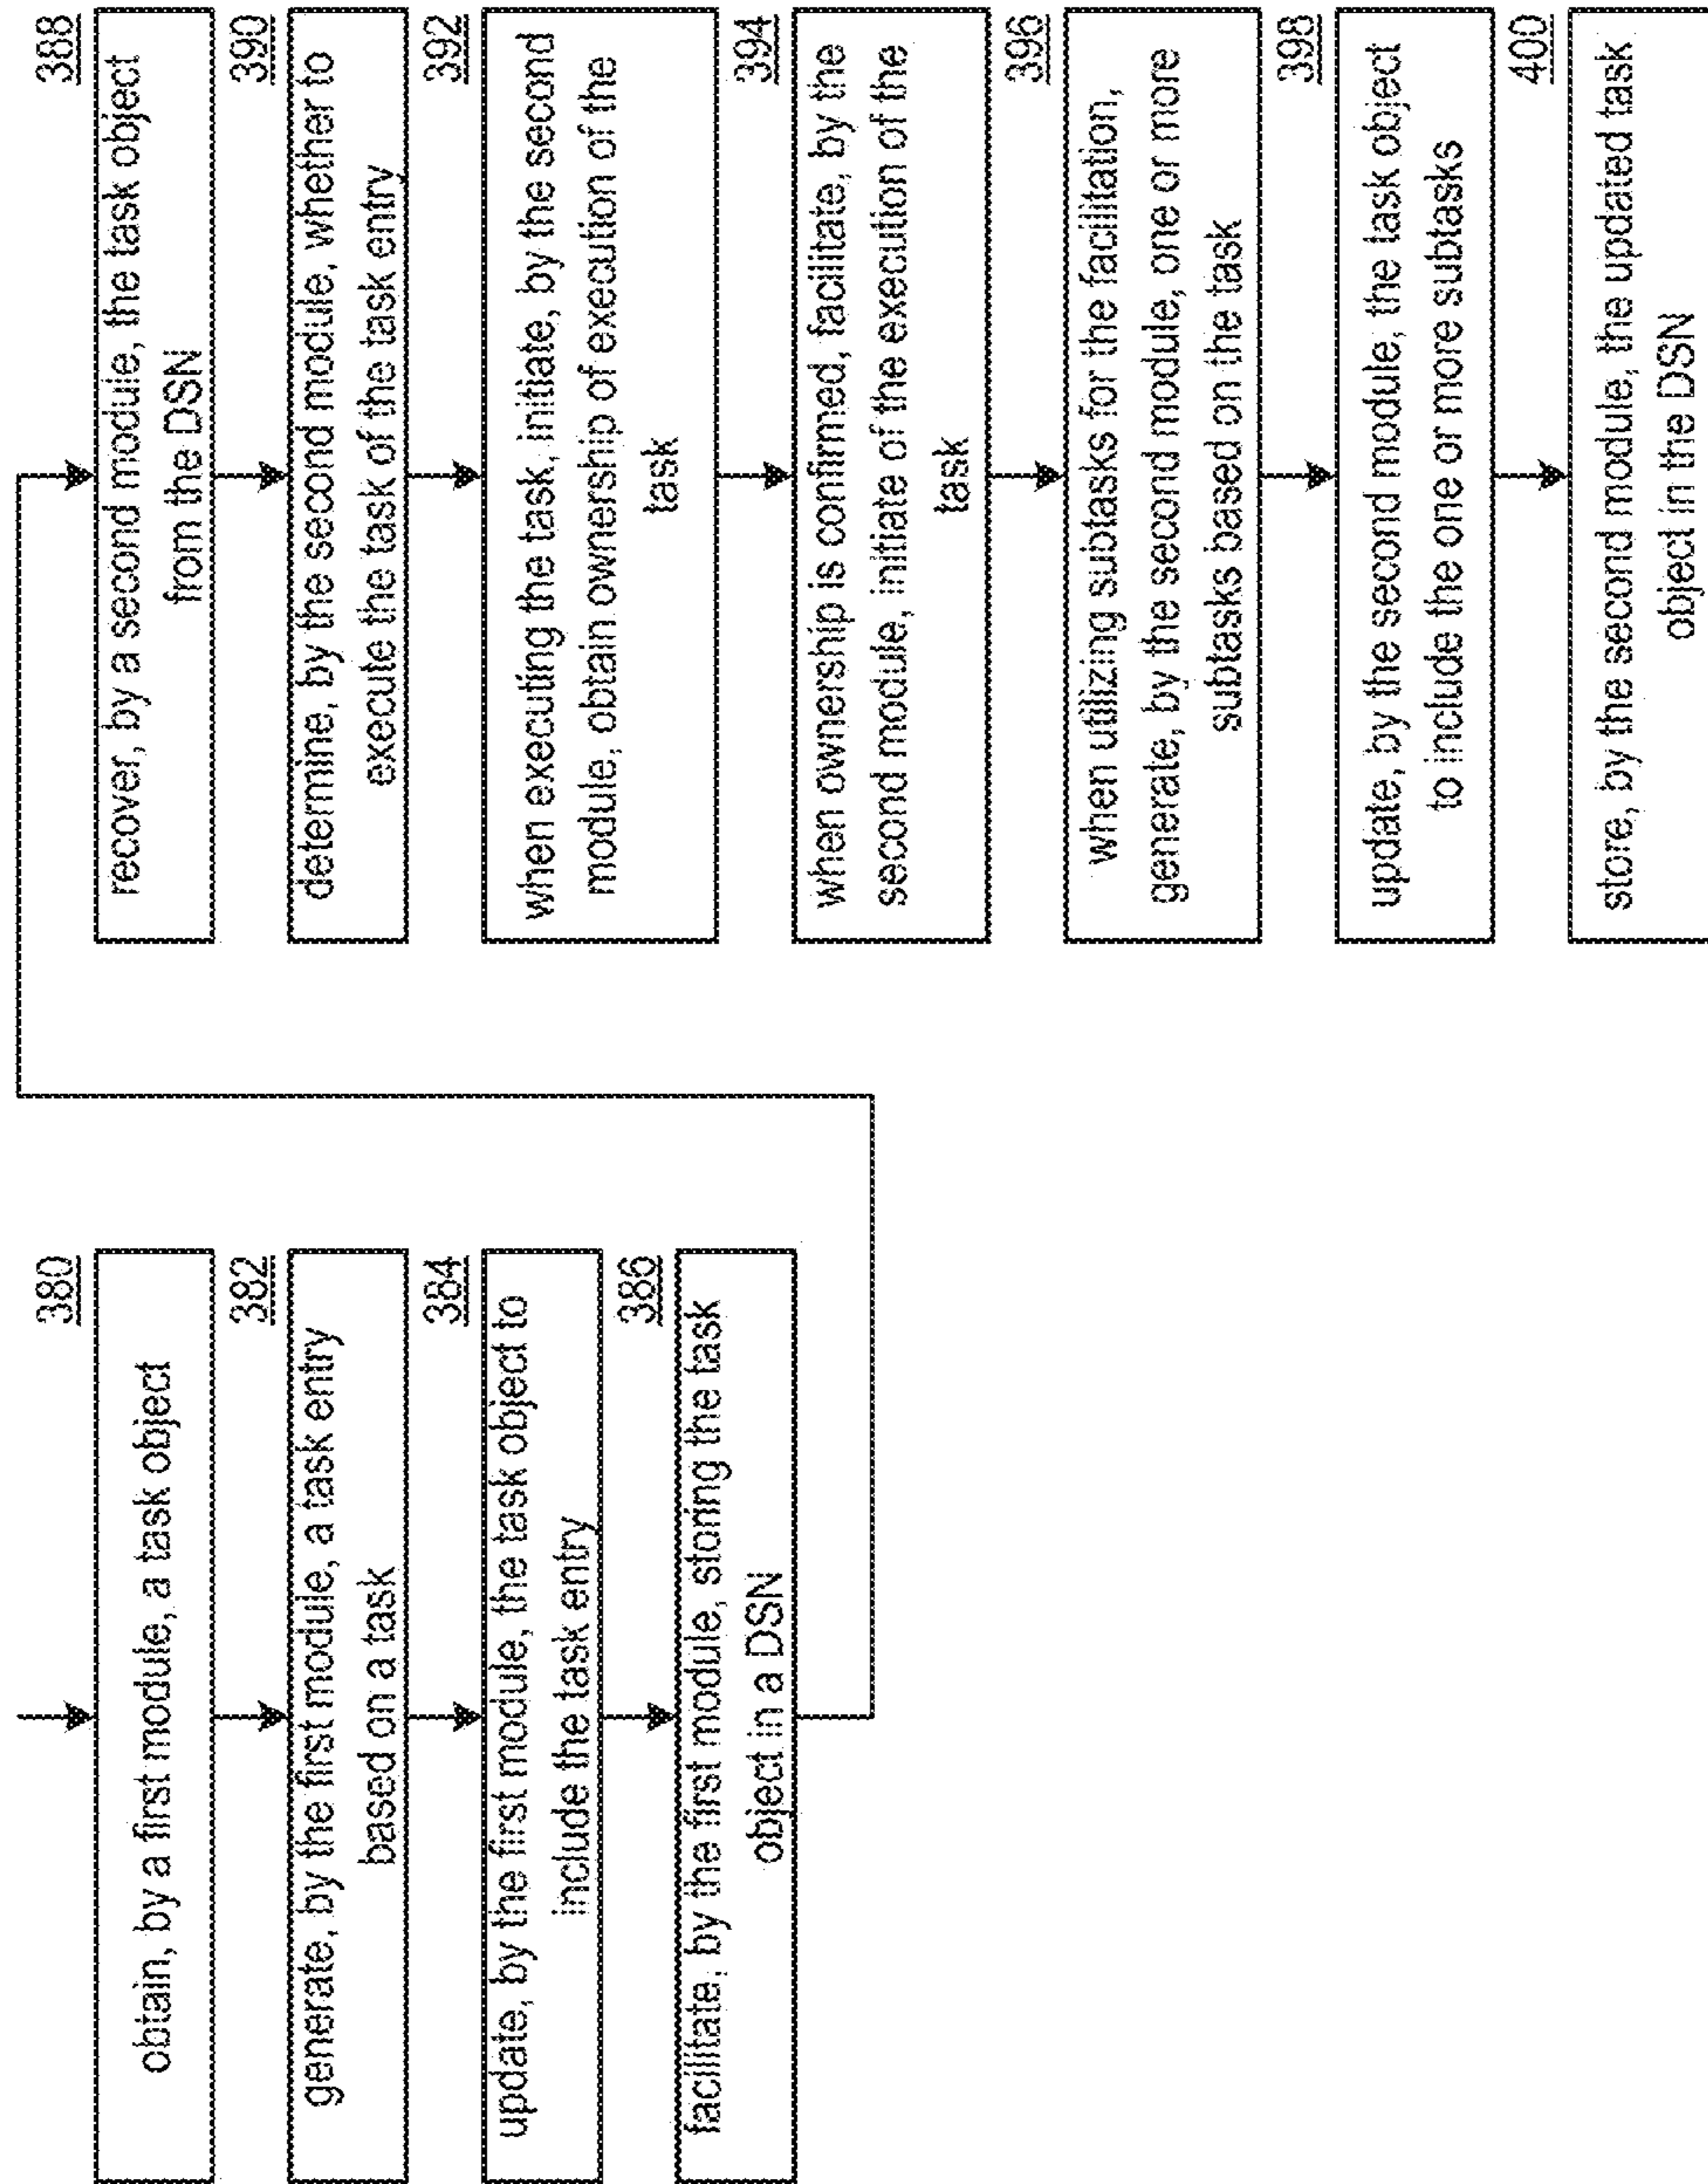 380
obtain, by a first module, a task object
382
generate, by the first module, a task entry
based on a task
384
update, by the first module, the task object to
include the task entry
386
facilitate, by the first module, storing the task
object in a DSN
388
recover, by a second module, the task object
from the DSN
390
determine, by the second module, whether to
execute the task of the task entry
392
when executing the task, initiate, by the second
module, obtain ownership of execution of the
task
394
when ownership is confirmed, facilitate, by the
second module, initiate of the execution of the
task
396
when utilizing subtasks for the facilitation,
generate, by the second module, one or more
subtasks based on the task
398
update, by the second module, the task object
to include the one or more subtasks
400
store, by the second module, the updated task
object in the DSN